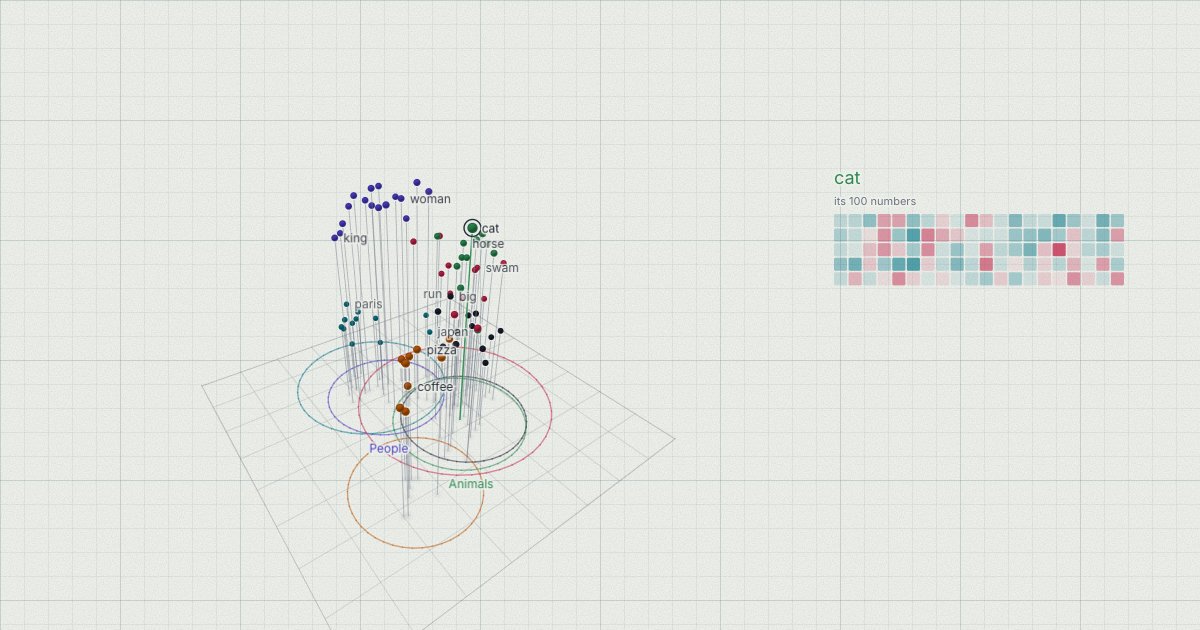 woman
cat
king
horse
swam
run
big
paris
japan
pizza
coffee
People
Animals
cat
its 100 numbers